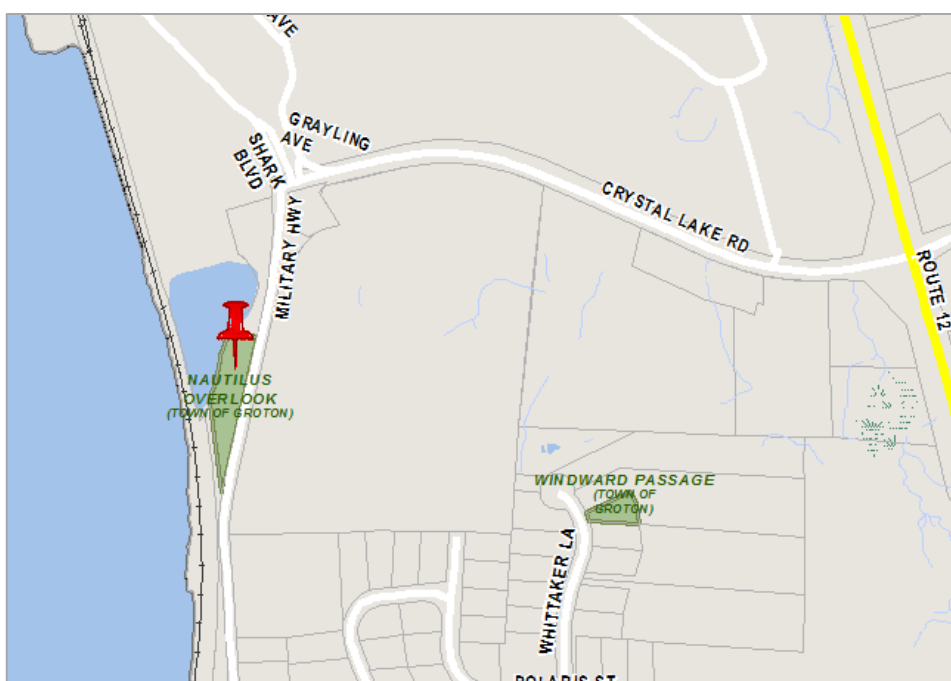 AVE
GRAYLING
AVE
SHARK
BLVD
MILITARY HWY
CRYSTAL LAKE RD
ROUTE 12
NAUTILUS
OVERLOOK
(TOWN OF GROTON)
WINDWARD PASSAGE
(TOWN OF
GROTON)
WHITTAKER LA
POLARIS ST